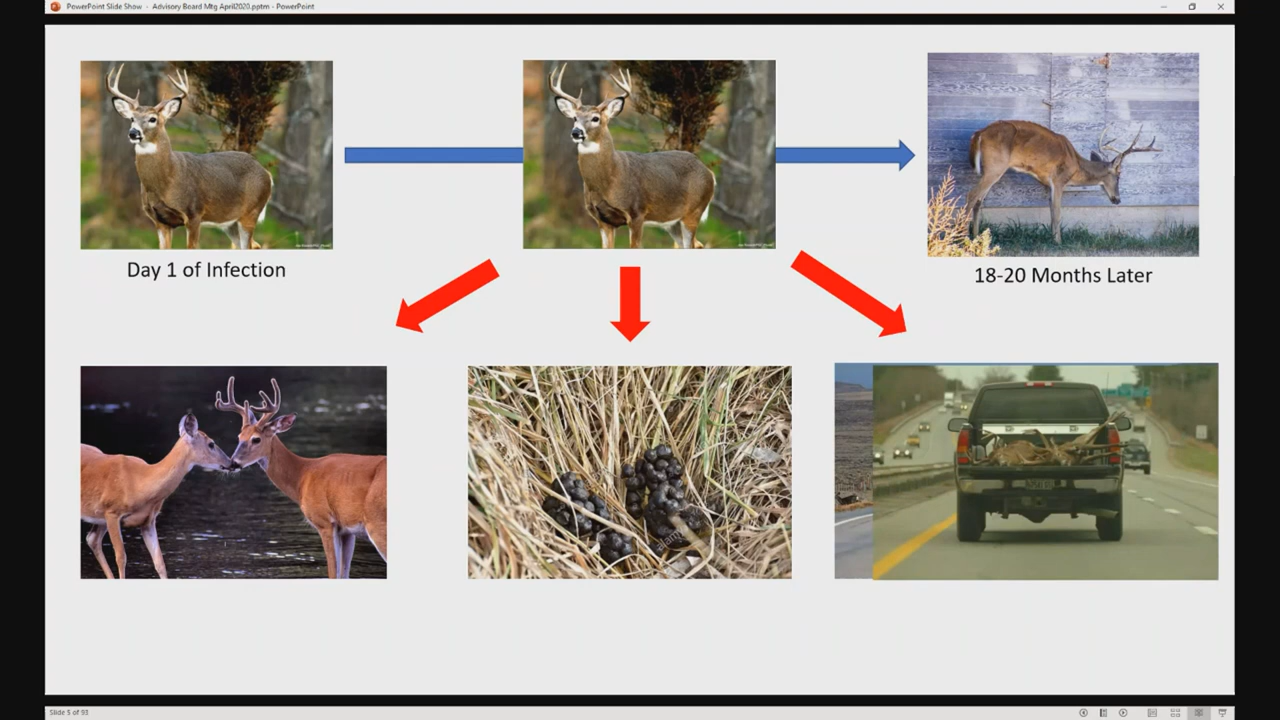 PowerPoint Slide Show - Advisory Board Mtg April2020.pptm - PowerPoint
Day 1 of Infection
18-20 Months Later
Slide 5 of 93